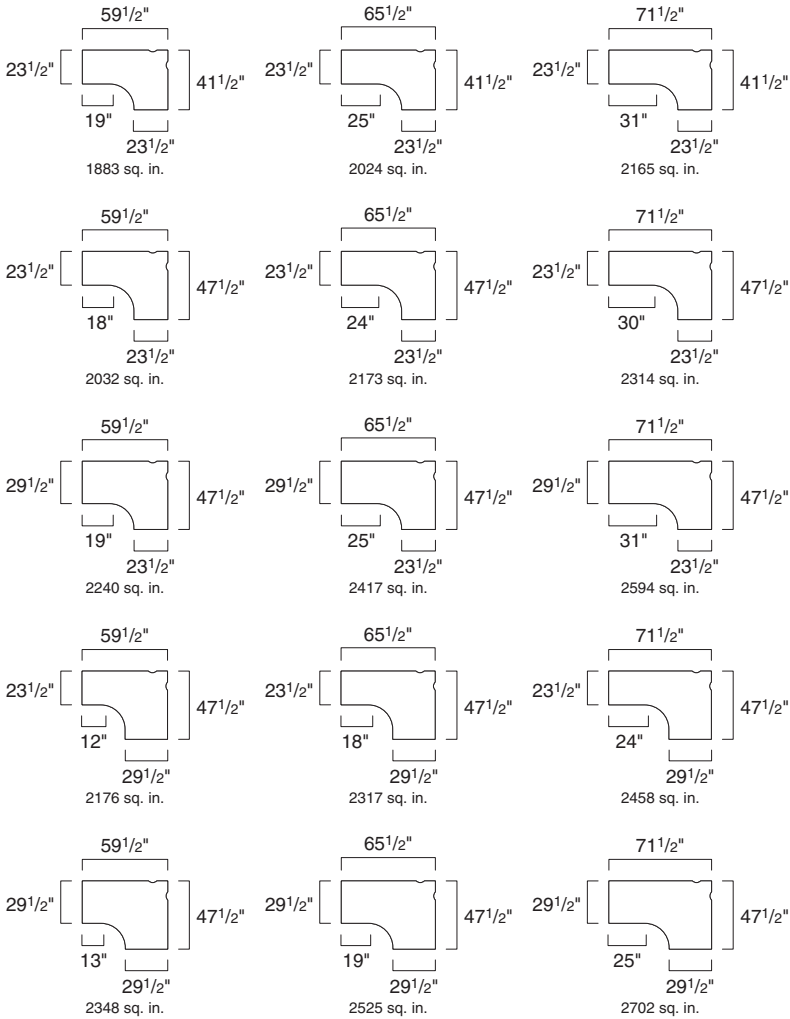 59 1/2" 65 1/2" 71 1/2"
23 1/2" 41 1/2" 23 1/2" 41 1/2" 23 1/2" 41 1/2"
19" 25" 31"
23 1/2" 23 1/2" 23 1/2"
1883 sq. in. 2024 sq. in. 2165 sq. in.
59 1/2" 65 1/2" 71 1/2"
23 1/2" 47 1/2" 23 1/2" 47 1/2" 23 1/2" 47 1/2"
18" 24" 30"
23 1/2" 23 1/2" 23 1/2"
2032 sq. in. 2173 sq. in. 2314 sq. in.
59 1/2" 65 1/2" 71 1/2"
29 1/2" 47 1/2" 29 1/2" 47 1/2" 29 1/2" 47 1/2"
19" 25" 31"
23 1/2" 23 1/2" 23 1/2"
2240 sq. in. 2417 sq. in. 2594 sq. in.
59 1/2" 65 1/2" 71 1/2"
23 1/2" 47 1/2" 23 1/2" 47 1/2" 23 1/2" 47 1/2"
12" 18" 24"
29 1/2" 29 1/2" 29 1/2"
2176 sq. in. 2317 sq. in. 2458 sq. in.
59 1/2" 65 1/2" 71 1/2"
29 1/2" 47 1/2" 29 1/2" 47 1/2" 29 1/2" 47 1/2"
13" 19" 25"
29 1/2" 29 1/2" 29 1/2"
2348 sq. in. 2525 sq. in. 2702 sq. in.